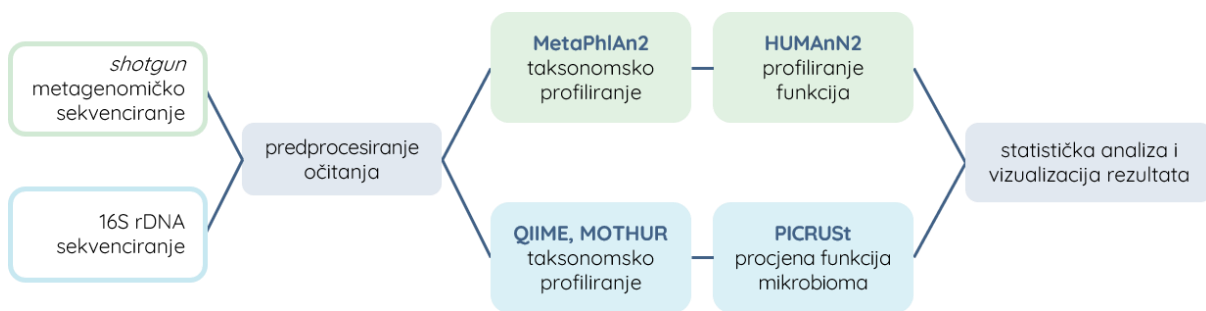 shotgun
metagenomičko
sekvenciranje
16S rDNA
sekvenciranje
predprocesiranje
očitanja
MetaPhlAn2
taksonomsko
profiliranje
HUMAnN2
profiliranje
funkcija
QIIME, MOTHUR
taksonomsko
profiliranje
PICRUSt
procjena funkcija
mikrobioma
statistička analiza i
vizualizacija rezultata